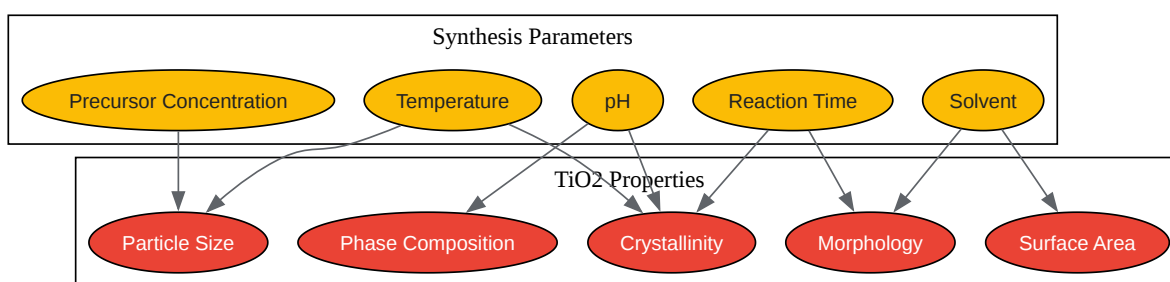 Synthesis Parameters
Precursor Concentration
Temperature
pH
Reaction Time
Solvent
TiO2 Properties
Particle Size
Phase Composition
Crystallinity
Morphology
Surface Area